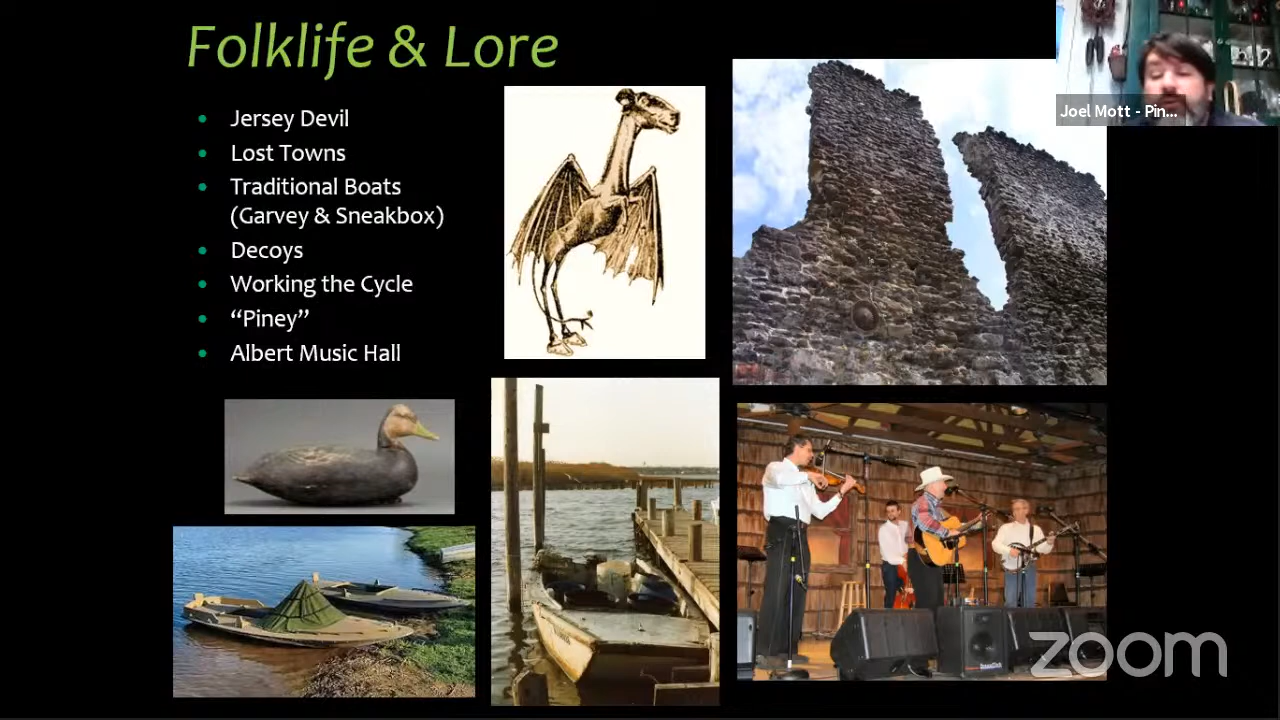 Folklife & Lore
Joel Mott - Pin...
Jersey Devil
Lost Towns
Traditional Boats
(Garvey & Sneakbox)
Decoys
Working the Cycle
“Piney”
Albert Music Hall
zoom